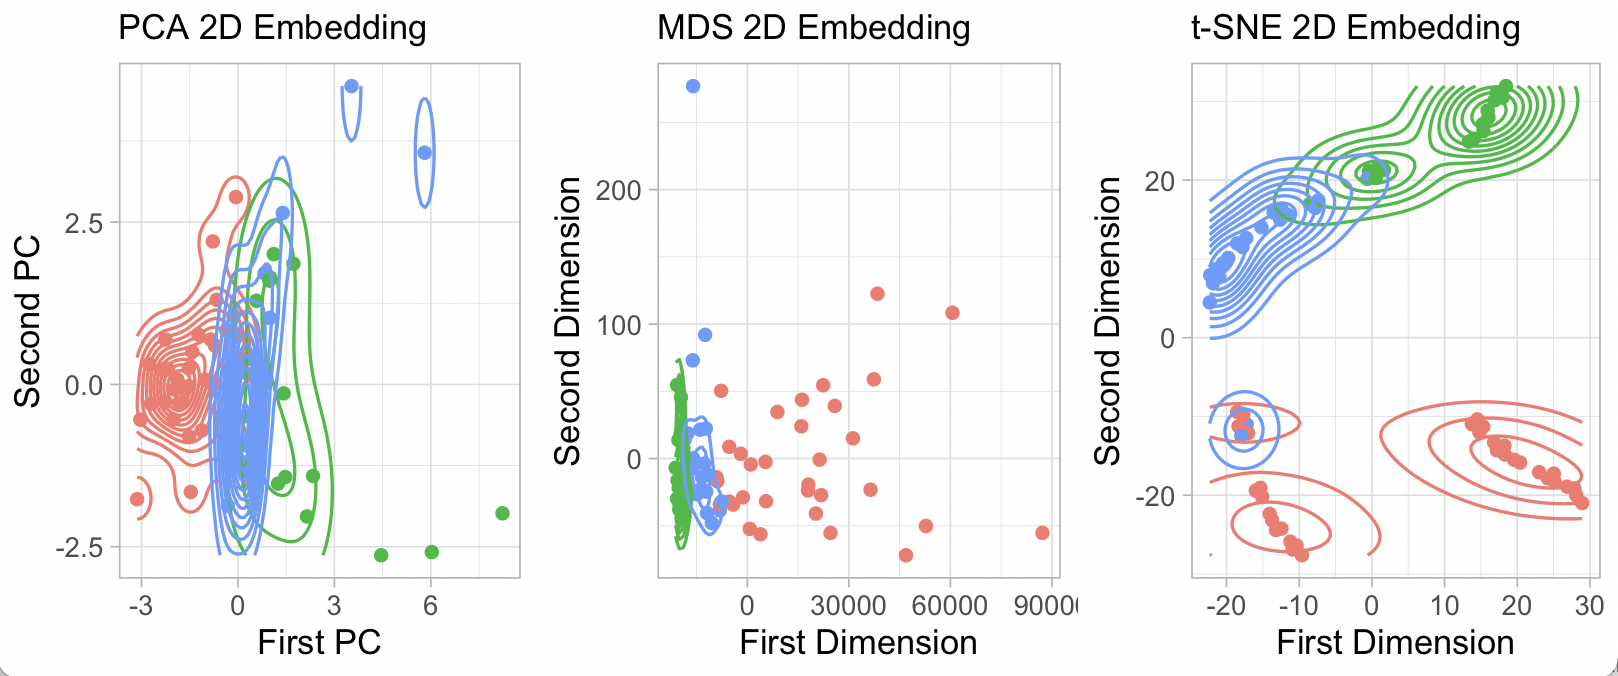 PCA 2D Embedding
Second PC
2.5
0.0
-2.5
-3 0 3 6
First PC
MDS 2D Embedding
Second Dimension
200
100
0
0 30000 60000 9000
First Dimension
t-SNE 2D Embedding
Second Dimension
20
0
-20
-20 -10 0 10 20 30
First Dimension